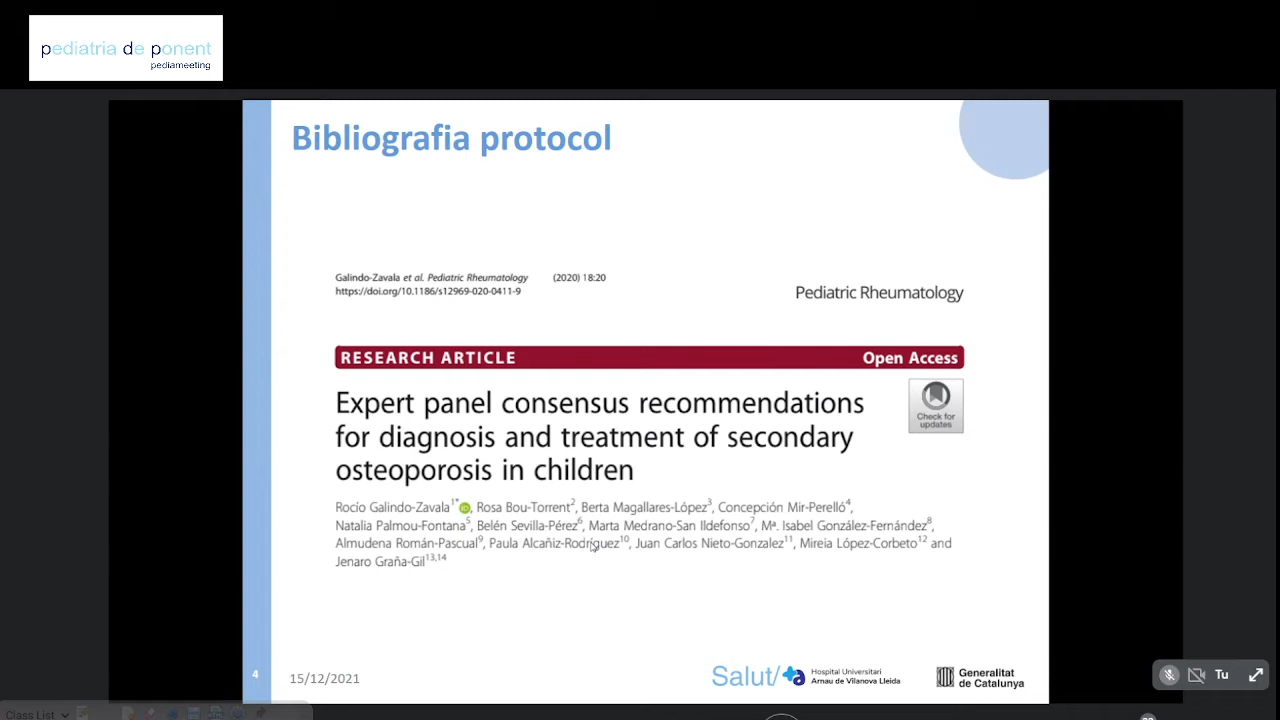 pediatria de ponent
pediameeting
Bibliografia protocol
Galindo-Zavala et al. Pediatric Rheumatology (2020) 18:20
https://doi.org/10.1186/s12969-020-0411-9
Pediatric Rheumatology
RESEARCH ARTICLE Open Access
Expert panel consensus recommendations
for diagnosis and treatment of secondary
osteoporosis in children
Check for
updates
Rocío Galindo-Zavala1*, Rosa Bou-Torrent2, Berta Magallares-López3, Concepción Mir-Perelló4,
Natalia Palmou-Fontana5, Belén Sevilla-Pérez6, Marta Medrano-San Ildefonso7, Mª. Isabel González-Fernández8,
Almudena Román-Pascual9, Paula Alcañiz-Rodríguez10, Juan Carlos Nieto-Gonzalez11, Mireia López-Corbeto12 and
Jenaro Graña-Gil13,14
4
15/12/2021
Salut/
Hospital Universitari
Arnau de Vilanova Lleida
Generalitat
de Catalunya
Tu
Class List